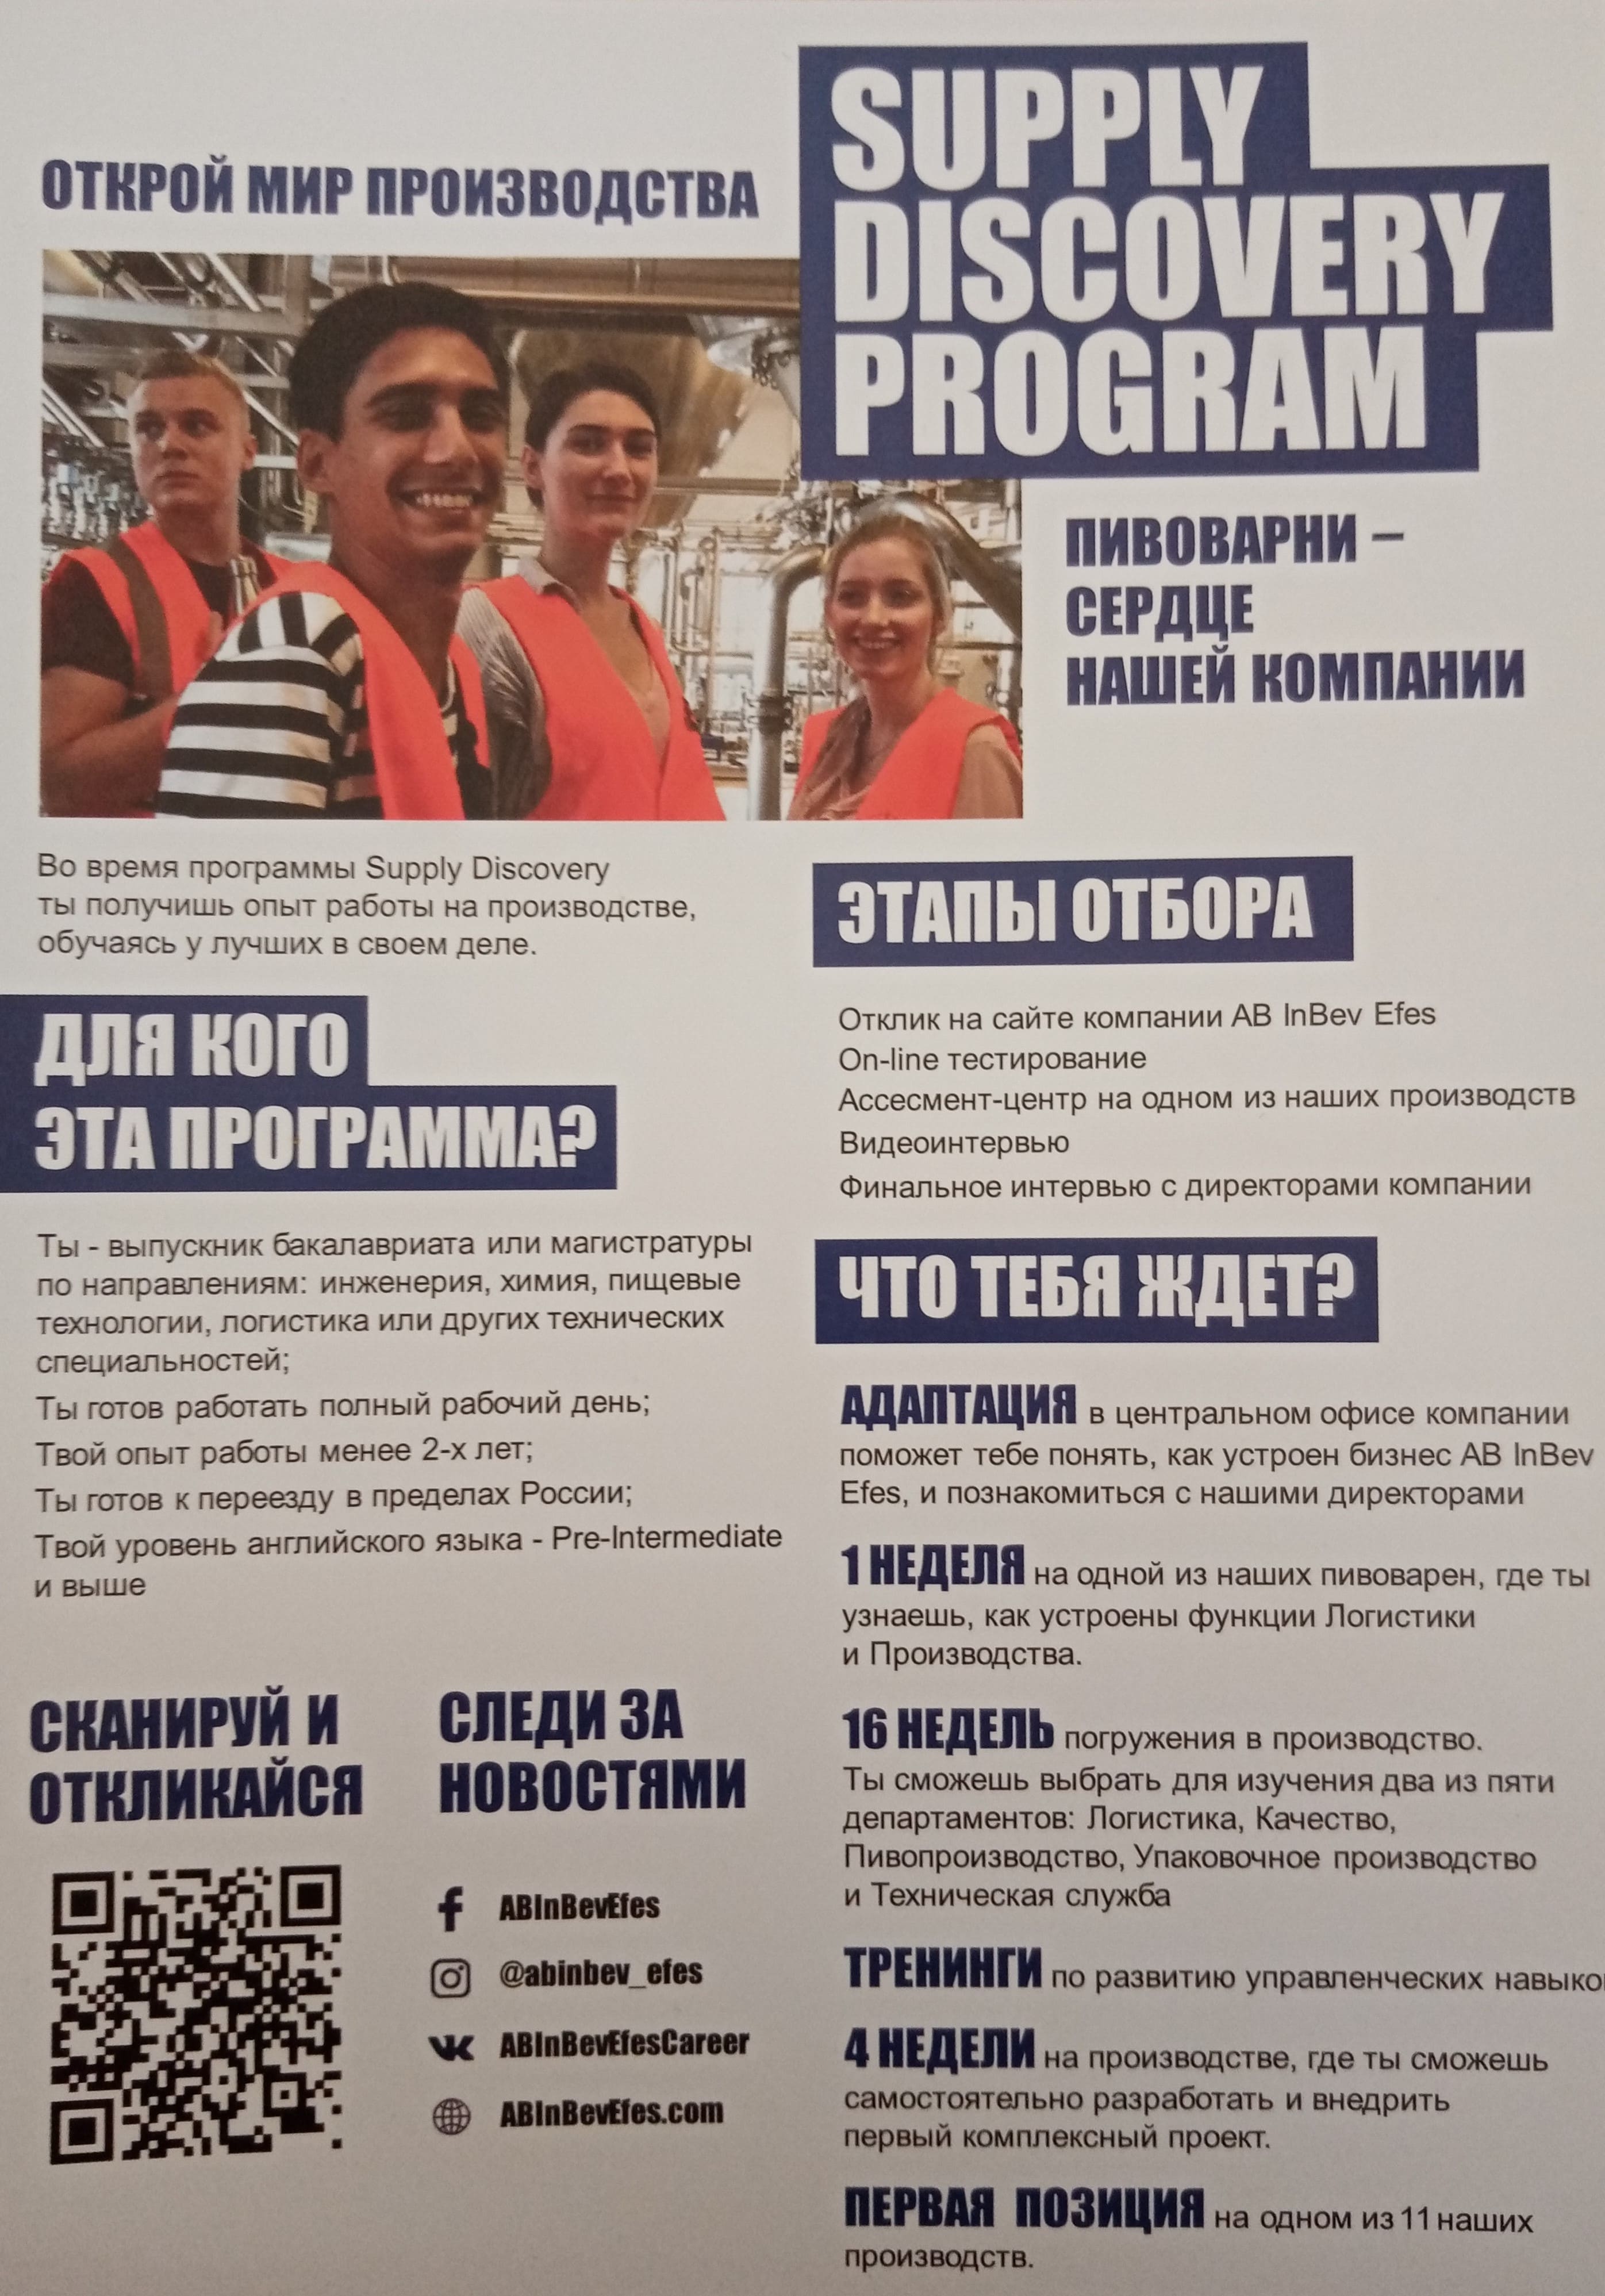 ОТКРОЙ МИР ПРОИЗВОДСТВА
SUPPLY
DISCOVERY
PROGRAM
ПИВОВАРНИ –
СЕРДЦЕ
НАШЕЙ КОМПАНИИ
Во время программы Supply Discovery
ты получишь опыт работы на производстве,
обучаясь у лучших в своем деле.
ДЛЯ КОГО
ЭТА ПРОГРАММА?
Ты - выпускник бакалавриата или магистратуры
по направлениям: инженерия, химия, пищевые
технологии, логистика или других технических
специальностей;
Ты готов работать полный рабочий день;
Твой опыт работы менее 2-х лет;
Ты готов к переезду в пределах России;
Твой уровень английского языка - Pre-Intermediate
и выше
СКАНИРУЙ И
ОТКЛИКАЙСЯ
СЛЕДИ ЗА
НОВОСТЯМИ
ABInBevEfes
@abinbev_efes
ABInBevEfesCareer
ABInBevEfes.com
ЭТАПЫ ОТБОРА
Отклик на сайте компании AB InBev Efes
On-line тестирование
Ассесмент-центр на одном из наших производств
Видеоинтервью
Финальное интервью с директорами компании
ЧТО ТЕБЯ ЖДЕТ?
АДАПТАЦИЯ в центральном офисе компании
поможет тебе понять, как устроен бизнес AB InBev
Efes, и познакомиться с нашими директорами
1 НЕДЕЛЯ на одной из наших пивоварен, где ты
узнаешь, как устроены функции Логистики
и Производства.
16 НЕДЕЛЬ погружения в производство.
Ты сможешь выбрать для изучения два из пяти
департаментов: Логистика, Качество,
Пивопроизводство, Упаковочное производство
и Техническая служба
ТРЕНИНГИ по развитию управленческих навыко
4 НЕДЕЛИ на производстве, где ты сможешь
самостоятельно разработать и внедрить
первый комплексный проект.
ПЕРВАЯ ПОЗИЦИЯ на одном из 11 наших
производств.